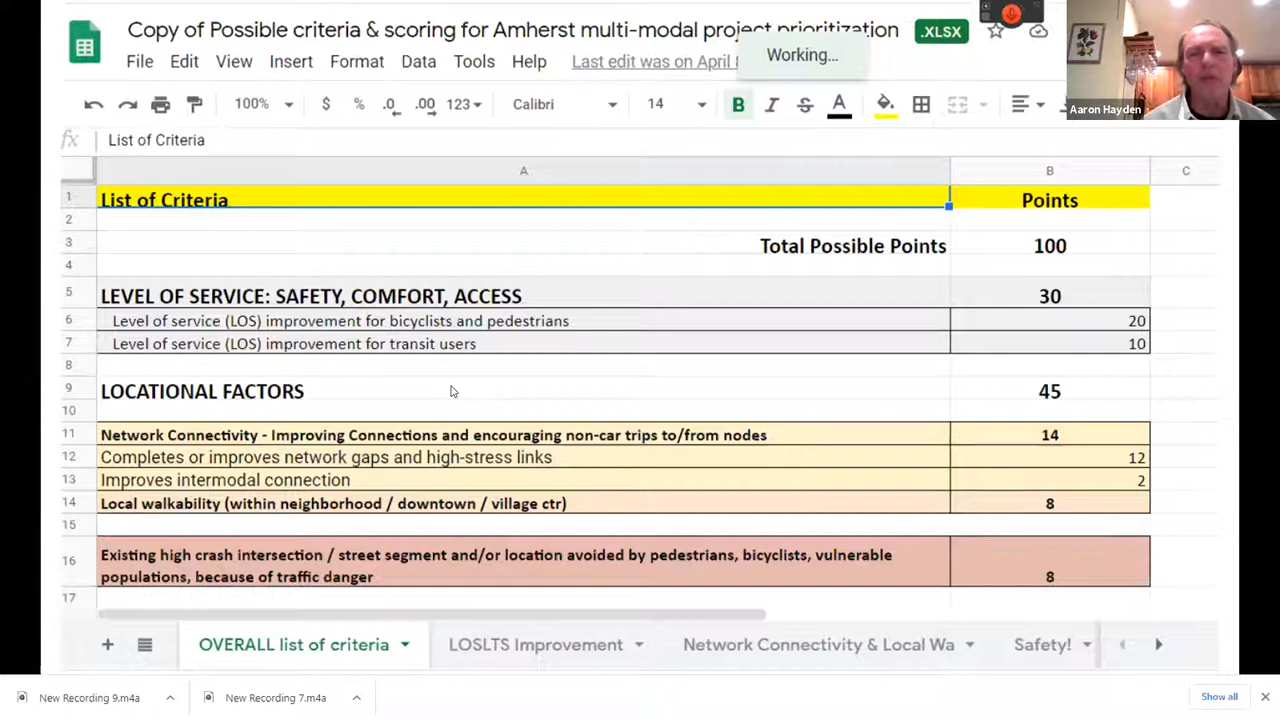 Copy of Possible criteria & scoring for Amherst multi-modal project prioritization
.XLSX
Working...
File Edit View Insert Format Data Tools Help Last edit was on April 8
100% $ % .0 .00 123 Calibri 14 B I S A
Aaron Hayden
fx List of Criteria
A B C
1 List of Criteria Points
2
3 Total Possible Points 100
4
5 LEVEL OF SERVICE: SAFETY, COMFORT, ACCESS 30
6 Level of service (LOS) improvement for bicyclists and pedestrians 20
7 Level of service (LOS) improvement for transit users 10
8
9 LOCATIONAL FACTORS 45
10
11 Network Connectivity - Improving Connections and encouraging non-car trips to/from nodes 14
12 Completes or improves network gaps and high-stress links 12
13 Improves intermodal connection 2
14 Local walkability (within neighborhood / downtown / village ctr) 8
15
16 Existing high crash intersection / street segment and/or location avoided by pedestrians, bicyclists, vulnerable
populations, because of traffic danger 8
17
+ OVERALL list of criteria LOSLTS Improvement Network Connectivity & Local Wa Safety!
New Recording 9.m4a New Recording 7.m4a Show all